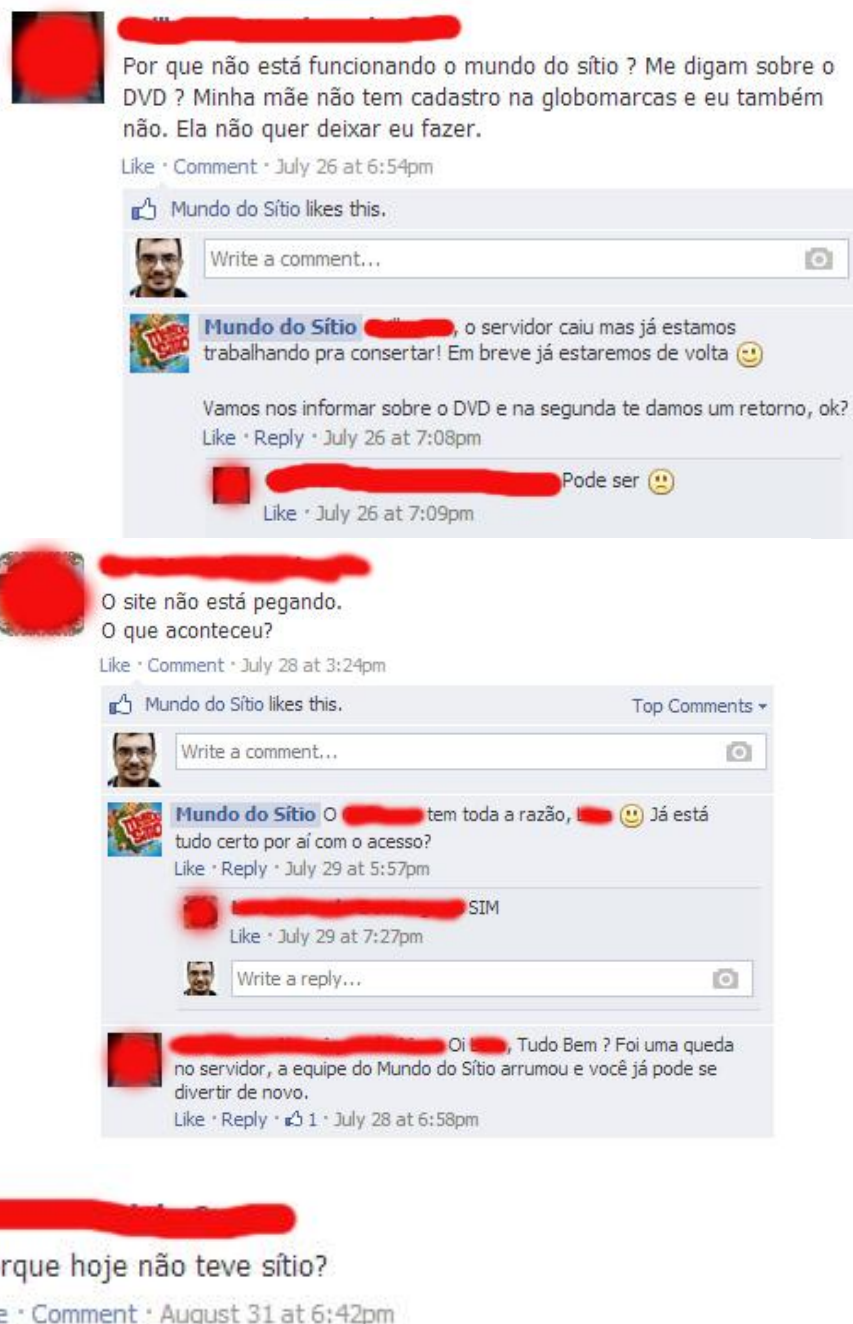 Por que não está funcionando o mundo do sítio ? Me digam sobre o
DVD ? Minha mãe não tem cadastro na globomarcas e eu também
não. Ela não quer deixar eu fazer.
Like · Comment · July 26 at 6:54pm
Mundo do Sítio likes this.
Write a comment...
Mundo do Sítio , o servidor caiu mas já estamos
trabalhando pra consertar! Em breve já estaremos de volta
Vamos nos informar sobre o DVD e na segunda te damos um retorno, ok?
Like · Reply · July 26 at 7:08pm
Pode ser
Like · July 26 at 7:09pm
O site não está pegando.
O que aconteceu?
Like · Comment · July 28 at 3:24pm
Mundo do Sítio likes this. Top Comments
Write a comment...
Mundo do Sítio O tem toda a razão, Já está
tudo certo por aí com o acesso?
Like · Reply · July 29 at 5:57pm
SIM
Like · July 29 at 7:27pm
Write a reply...
Oi , Tudo Bem ? Foi uma queda
no servidor, a equipe do Mundo do Sítio arrumou e você já pode se
divertir de novo.
Like · Reply · 1 · July 28 at 6:58pm
rque hoje não teve sítio?
e · Comment · August 31 at 6:42pm